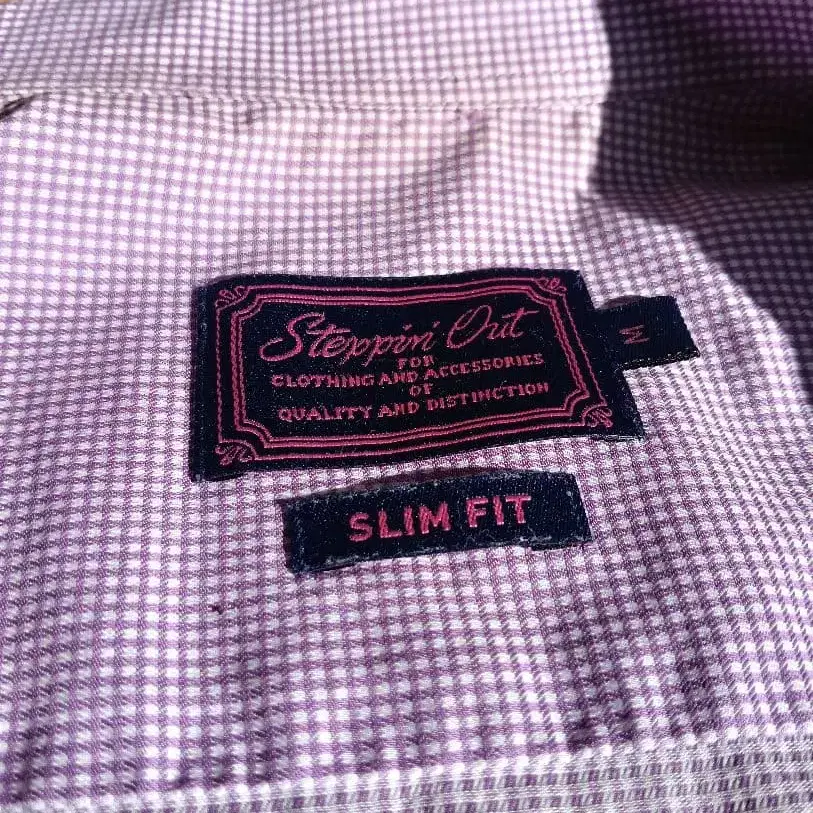 Steppin' Out
FOR
CLOTHING AND ACCESSORIES
OF
QUALITY AND DISTINCTION
M
SLIM FIT